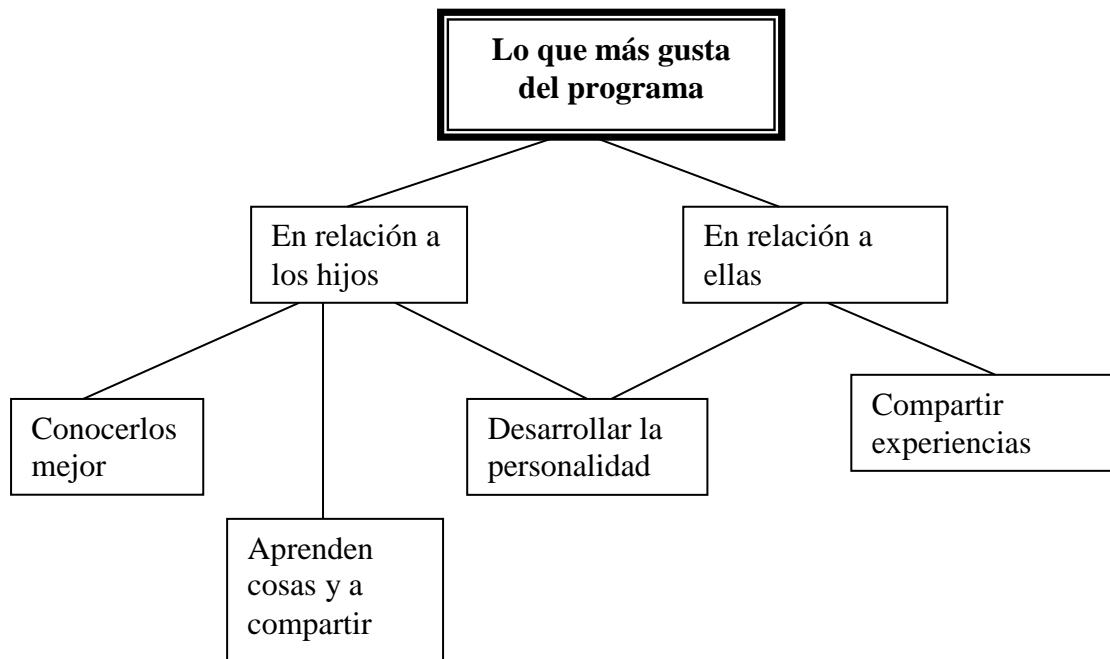 Lo que más gusta
del programa
En relación a
los hijos
En relación a
ellas
Conocerlos
mejor
Desarrollar la
personalidad
Compartir
experiencias
Aprenden
cosas y a
compartir